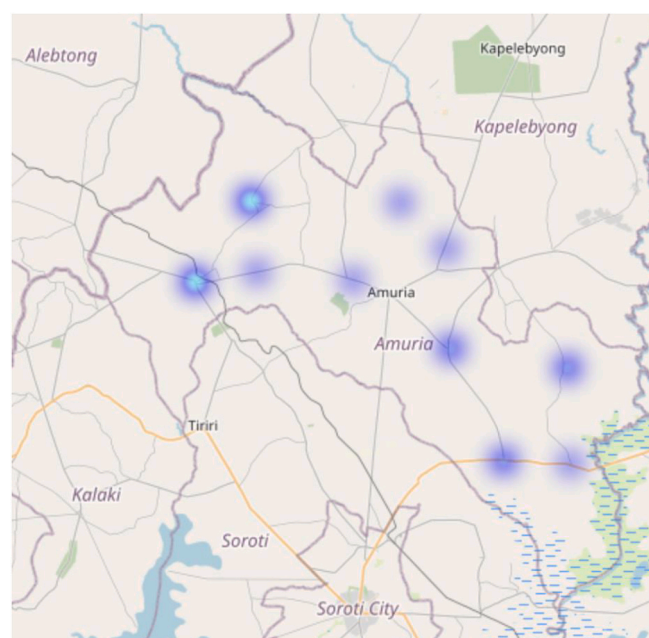 Kapelebyong
Alebtong
Kapelebyong
Amuria
Amuria
Tiriri
Kalaki
Soroti
Soroti City